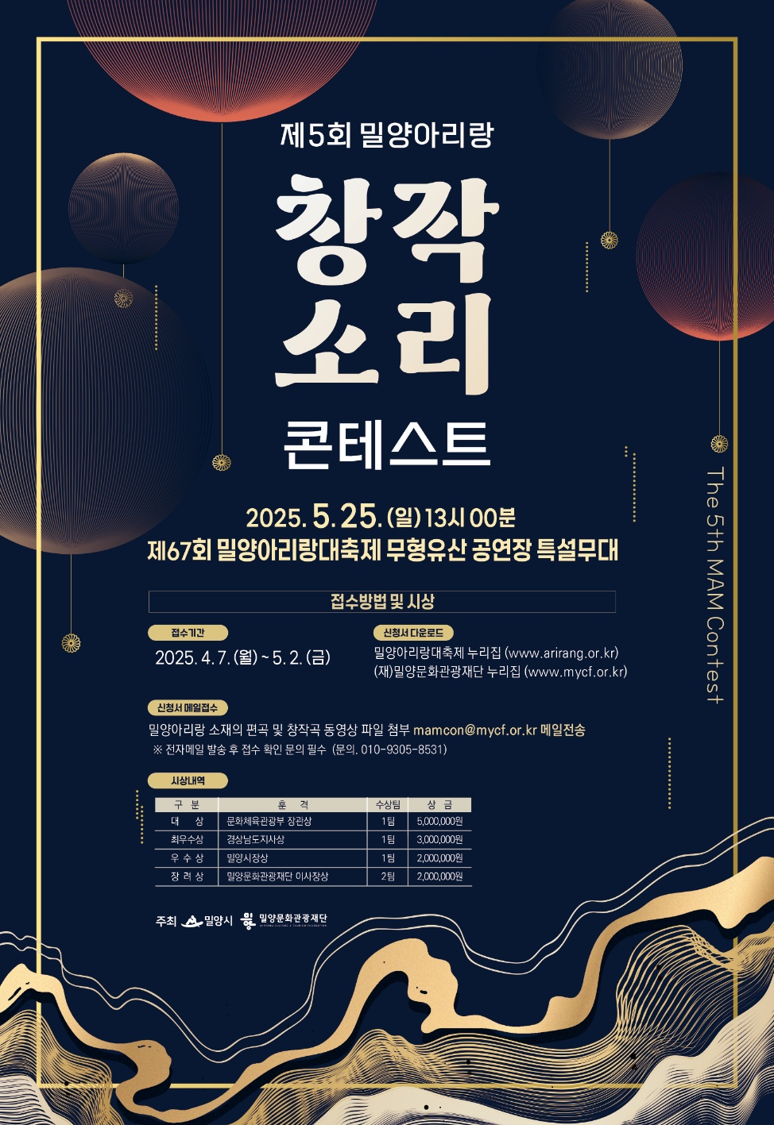 제5회 밀양아리랑
창작
소리
콘테스트
2025. 5. 25. (일) 13시 00분
제67회 밀양아리랑대축제 무형유산 공연장 특설무대
The 5th MAM Contest
접수방법 및 시상
접수기간
2025. 4. 7. (월) ~ 5. 2. (금)
신청서 다운로드
밀양아리랑대축제 누리집 (www.arirang.or.kr)
(재)밀양문화관광재단 누리집 (www.mycf.or.kr)
신청서 메일접수
밀양아리랑 소재의 편곡 및 창작곡 동영상 파일 첨부 mamcon@mycf.or.kr 메일전송
※ 전자메일 발송 후 접수 확인 문의 필수 (문의. 010-9305-8531)
시상내역
구 분 훈 격 수상팀 상 금
대 상 문화체육관광부 장관상 1팀 5,000,000원
최우수상 경상남도지사상 1팀 3,000,000원
우 수 상 밀양시장상 1팀 2,000,000원
장 려 상 밀양문화관광재단 이사장상 2팀 2,000,000원
주최 밀양시 밀양문화관광재단